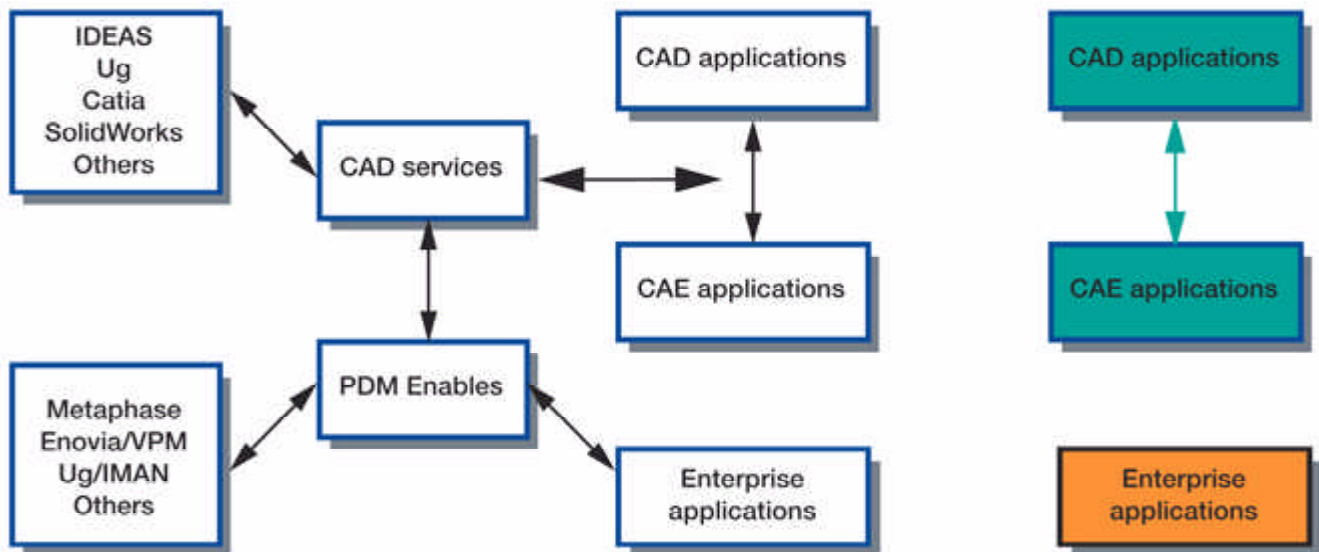 IDEAS
Ug
Catia
SolidWorks
Others
CAD services
CAD applications
CAE applications
CAD applications
CAE applications
Metaphase
Enovia/VPM
Ug/IMAN
Others
PDM Enables
Enterprise
applications
Enterprise
applications